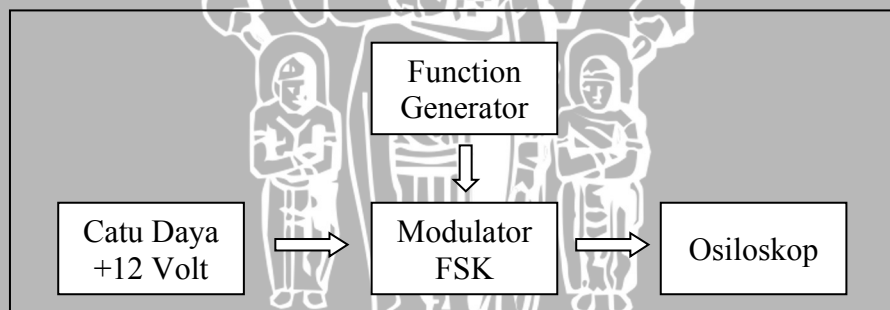 Function
Generator
Catu Daya
+12 Volt
Modulator
FSK
Osiloskop